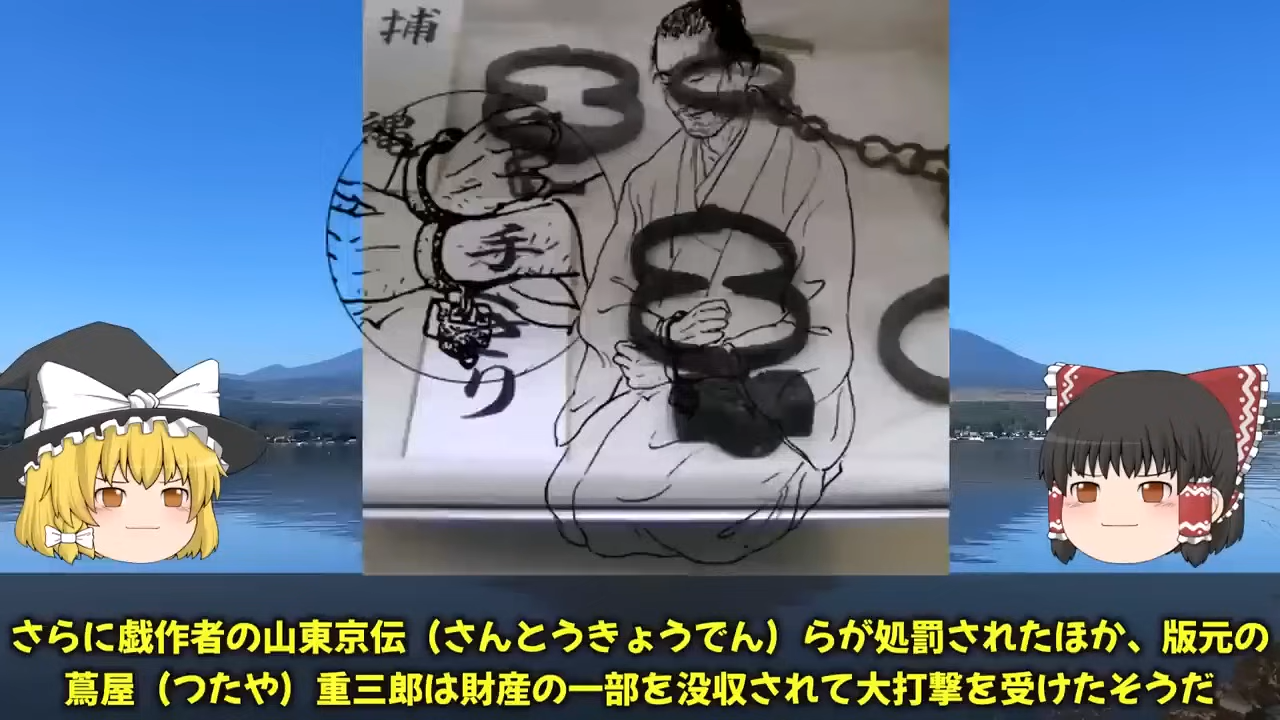 捕
縄
手
り
さらに戯作者の山東京伝（さんとうきょうでん）らが処罰されたほか、版元の
蔦屋（つたや）重三郎は財産の一部を没収されて大打撃を受けたそうだ